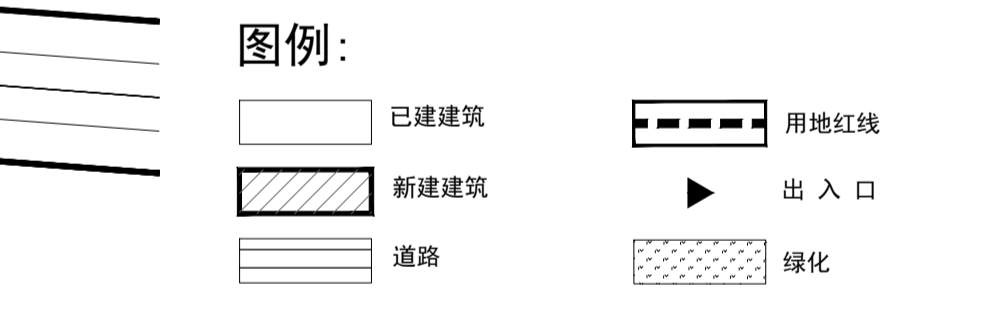 图例:
已建建筑
用地红线
新建建筑
出 入 口
道路
绿化